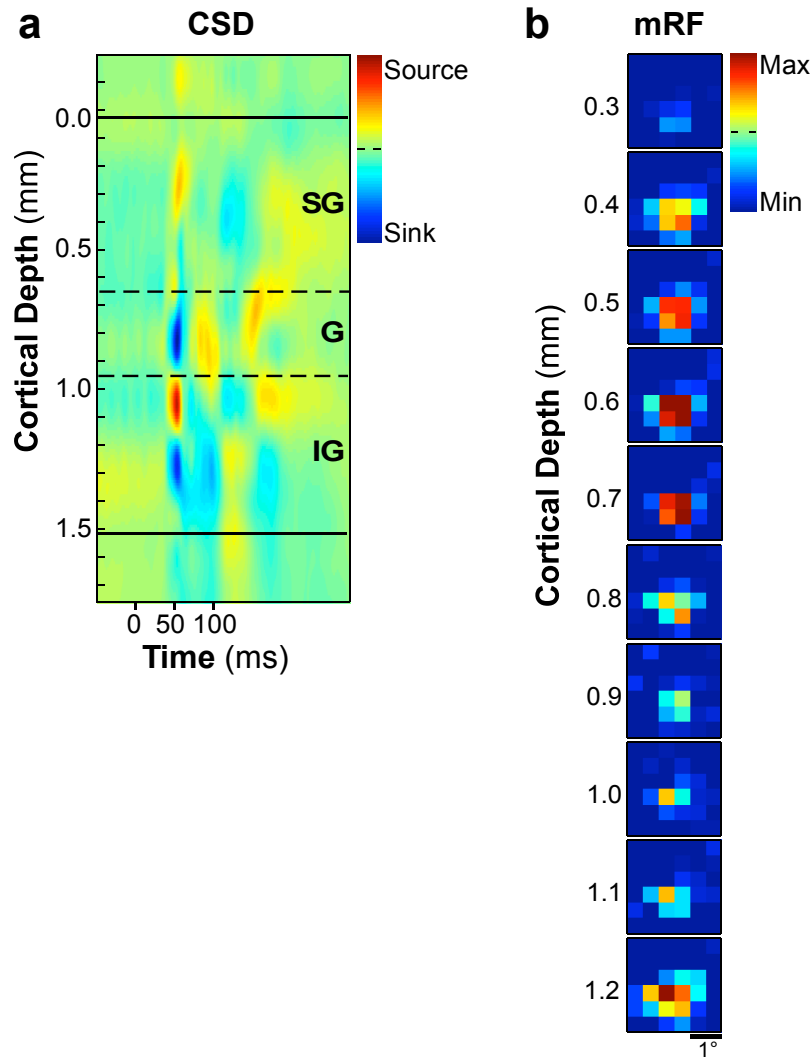 a
CSD
Source
Sink
0.0
0.5
1.0
1.5
Cortical Depth (mm)
SG
G
IG
0 50 100
Time (ms)
b
mRF
Max
Min
Cortical Depth (mm)
0.3
0.4
0.5
0.6
0.7
0.8
0.9
1.0
1.1
1.2
1°